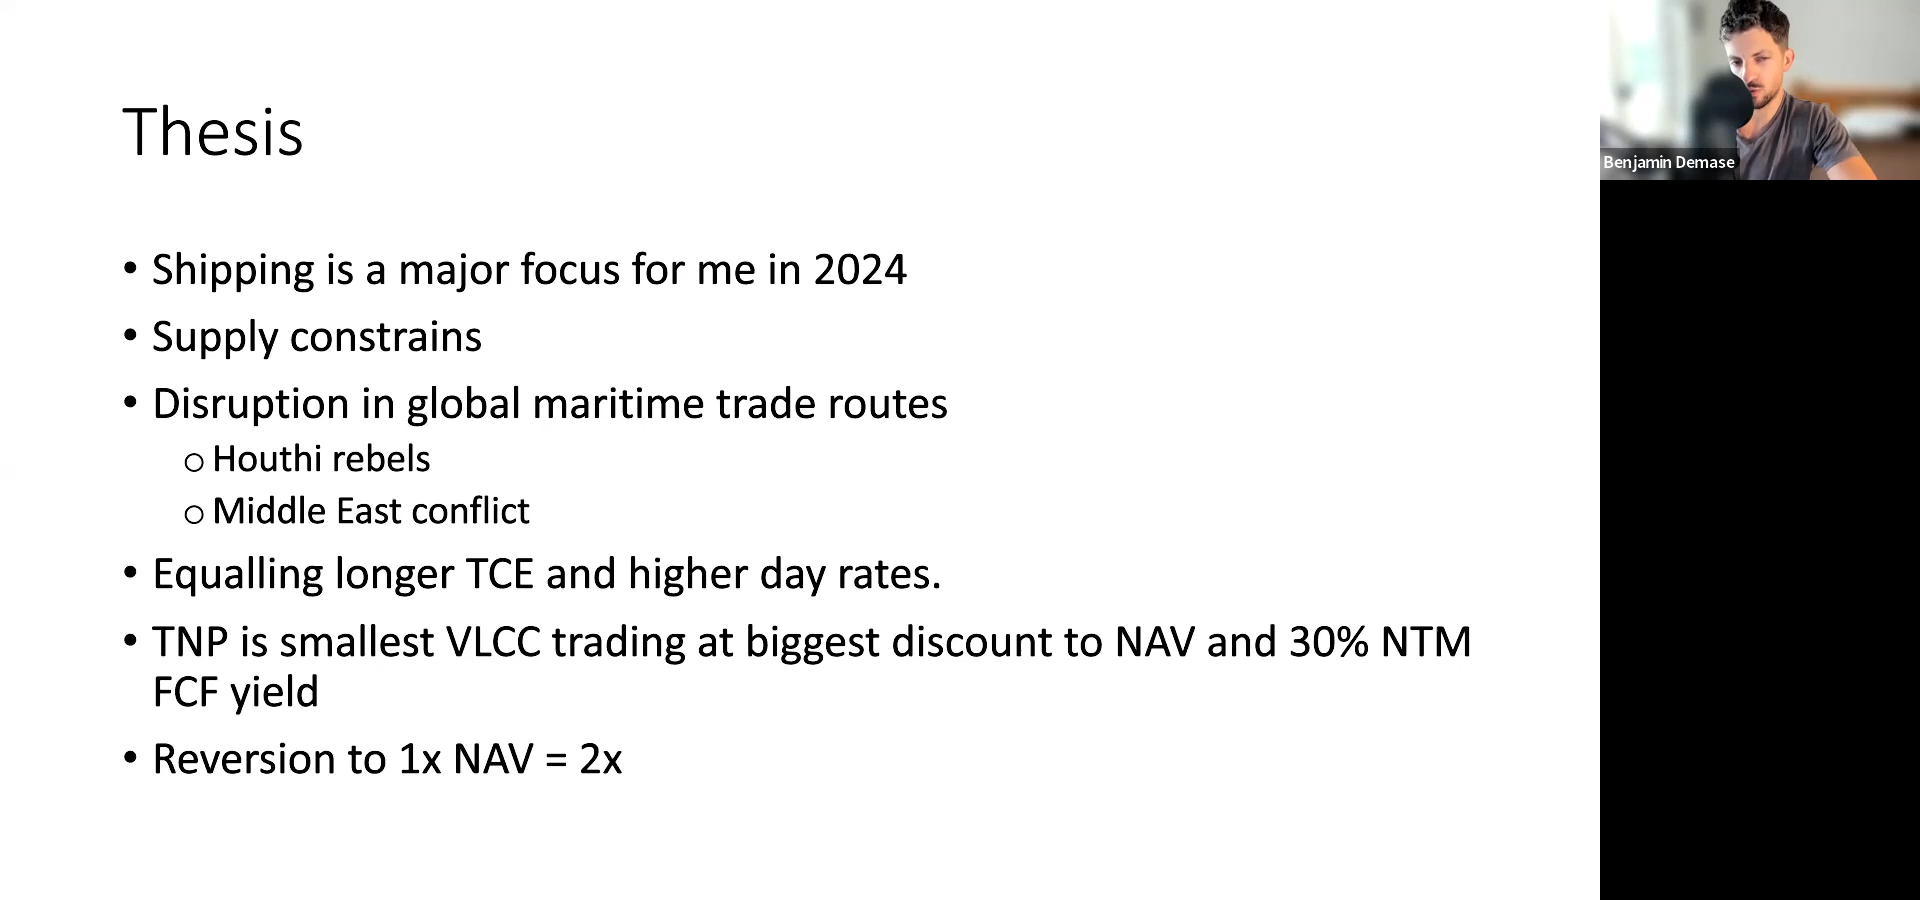 Thesis
• Shipping is a major focus for me in 2024
• Supply constrains
• Disruption in global maritime trade routes
o Houthi rebels
o Middle East conflict
• Equalling longer TCE and higher day rates.
• TNP is smallest VLCC trading at biggest discount to NAV and 30% NTM
FCF yield
• Reversion to 1x NAV = 2x
Benjamin Demase